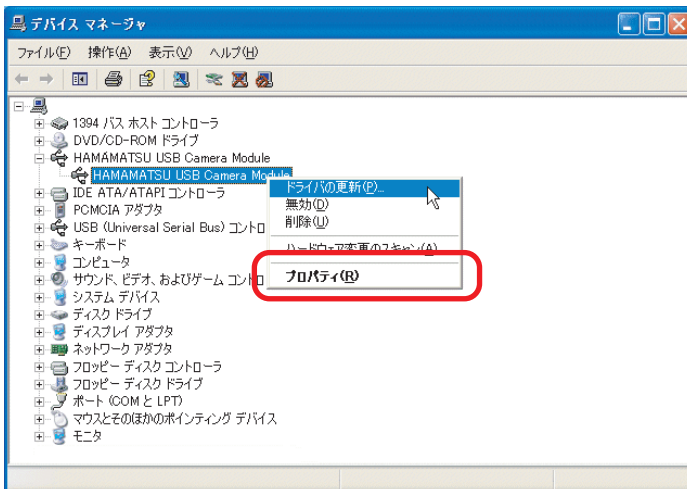 デバイス マネージャ
ファイル(F) 操作(A) 表示(V) ヘルプ(H)
1394 バス ホスト コントローラ
DVD/CD-ROM ドライブ
HAMAMATSU USB Camera Module
HAMAMATSU USB Camera Module
IDE ATA/ATAPI コントローラ
PCMCIA アダプタ
USB (Universal Serial Bus) コントロ
キーボード
コンピュータ
サウンド、ビデオ、およびゲーム コントロ
システム デバイス
ディスク ドライブ
ディスプレイ アダプタ
ネットワーク アダプタ
フロッピー ディスク コントローラ
フロッピー ディスク ドライブ
ポート (COM と LPT)
マウスとそのほかのポインティング デバイス
モニタ
ドライバの更新(P)...
無効(D)
削除(U)
ハードウェア変更のスキャン(A)
プロパティ(R)